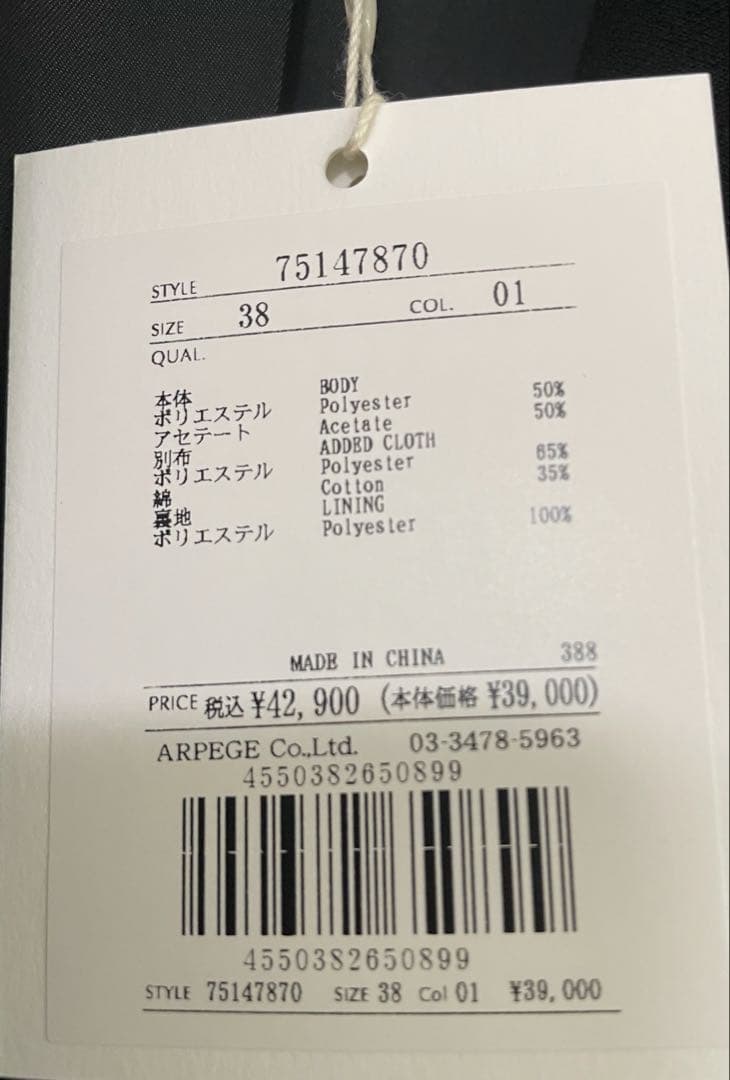 STYLE 75147870
SIZE 38 COL. 01
QUAL.
本体 BODY
ポリエステル Polyester 50%
アセテート Acetate 50%
別布 ADDED CLOTH
ポリエステル Polyester 65%
綿 Cotton 35%
裏地 LINING
ポリエステル Polyester 100%
MADE IN CHINA 388
PRICE 税込 ¥42,900 (本体価格 ¥39,000)
ARPEGE Co.,Ltd. 03-3478-5963
4550382650899
4550382650899
STYLE 75147870 SIZE 38 Col 01 ¥39,000